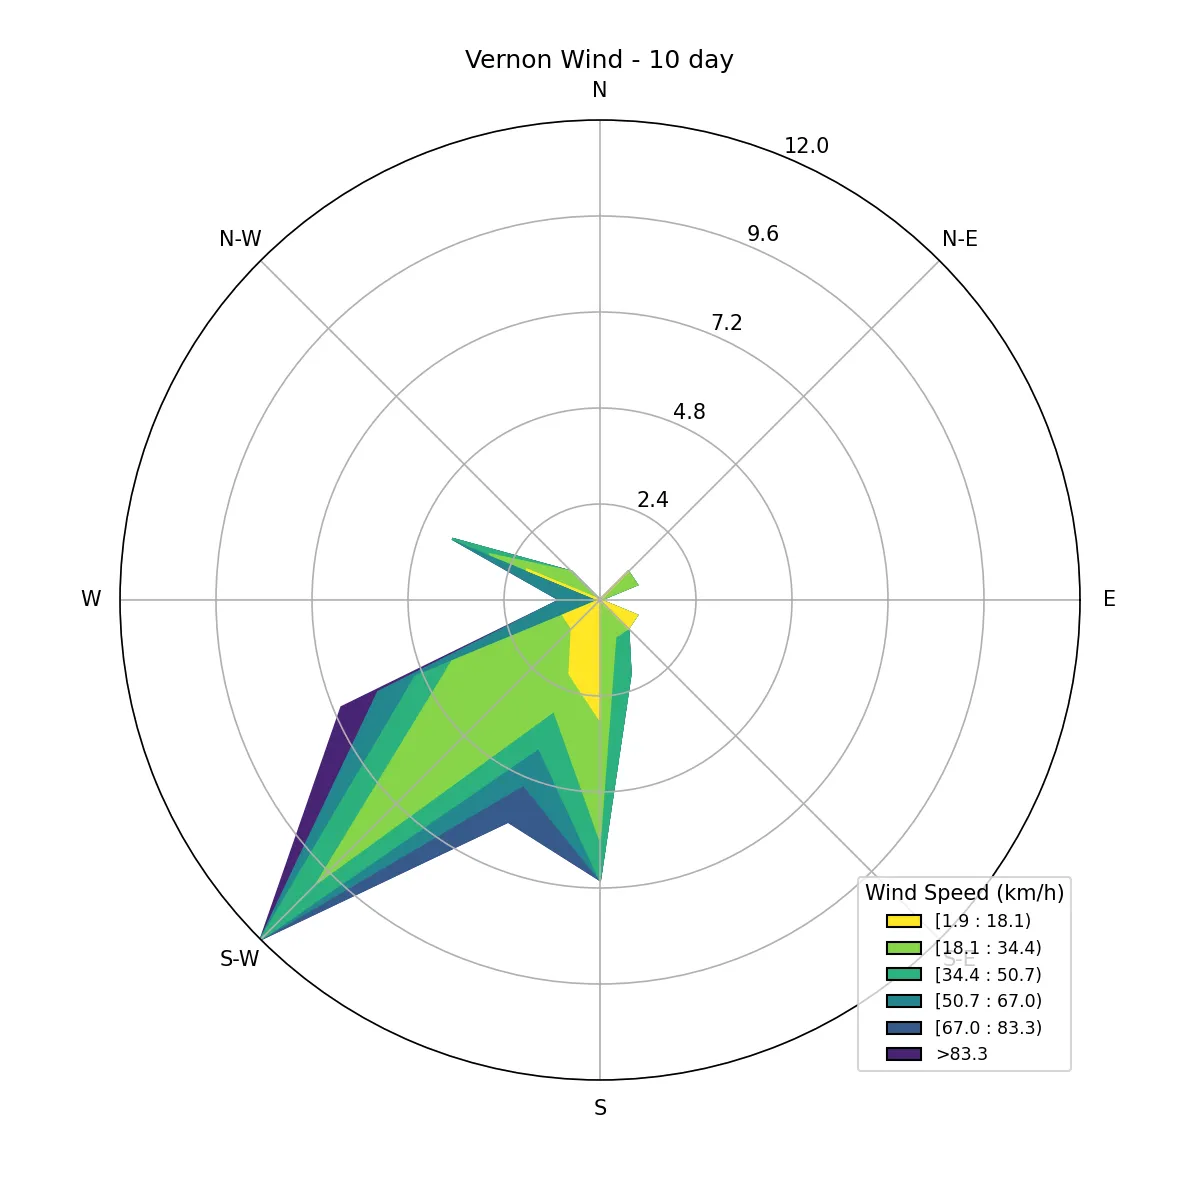 Vernon Wind - 10 day
N
12.0
N-W
9.6
N-E
7.2
4.8
2.4
W
E
S-W
S-E
S
Wind Speed (km/h)
[1.9 : 18.1)
[18.1 : 34.4)
[34.4 : 50.7)
[50.7 : 67.0)
[67.0 : 83.3)
>83.3